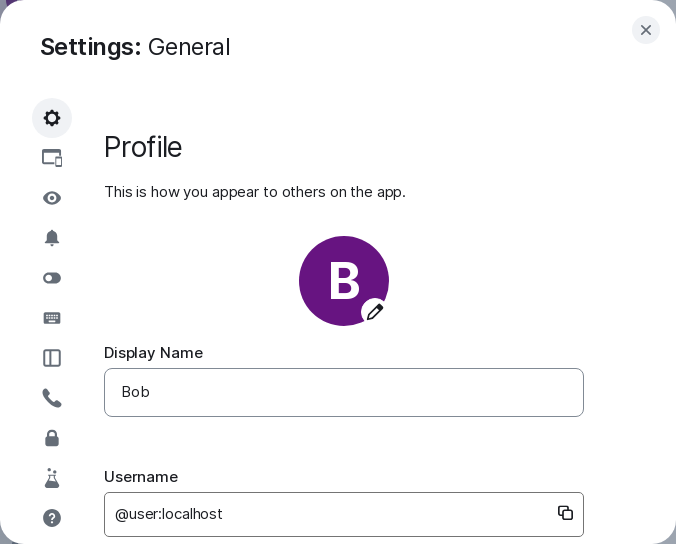 Settings: General
Profile
This is how you appear to others on the app.
B
Display Name
Bob
Username
@user:localhost